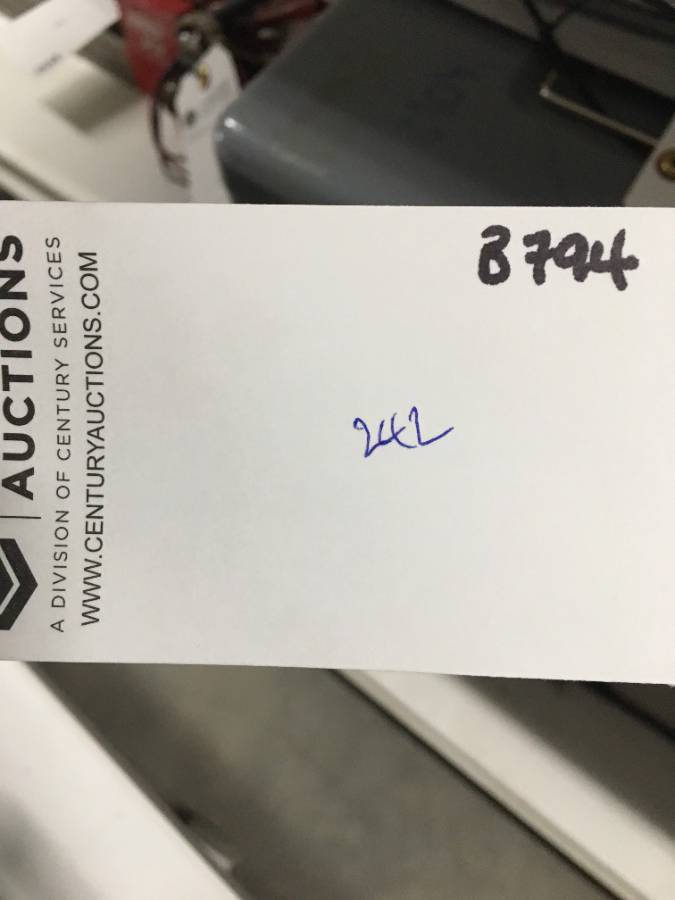 B794
242
AUCTIONS
A DIVISION OF CENTURY SERVICES
WWW.CENTURYAUCTIONS.COM